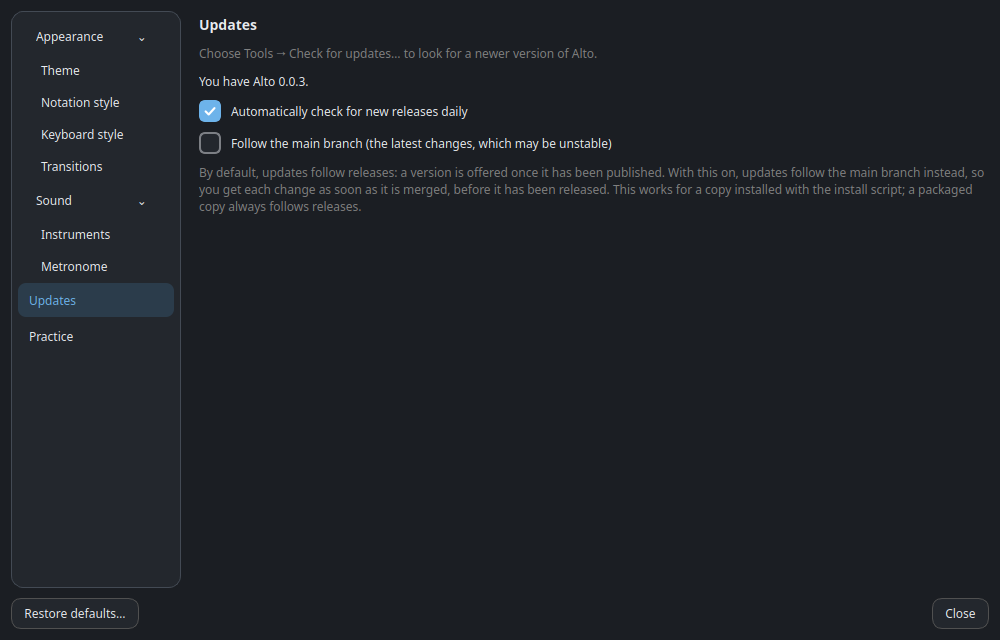 Appearance
Theme
Notation style
Keyboard style
Transitions
Sound
Instruments
Metronome
Updates
Practice
Updates
Choose Tools → Check for updates... to look for a newer version of Alto.
You have Alto 0.0.3.
Automatically check for new releases daily
Follow the main branch (the latest changes, which may be unstable)
By default, updates follow releases: a version is offered once it has been published. With this on, updates follow the main branch instead, so
you get each change as soon as it is merged, before it has been released. This works for a copy installed with the install script; a packaged
copy always follows releases.
Restore defaults...
Close